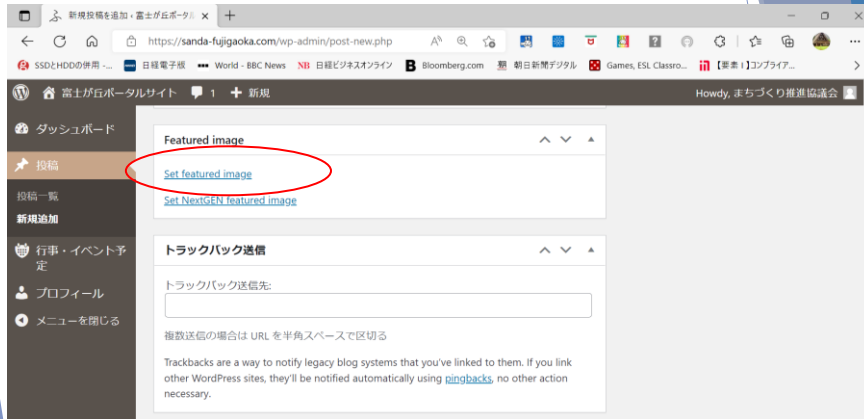 新規投稿を追加 ‹ 富士が丘ポータル
https://sanda-fujigaoka.com/wp-admin/post-new.php
SSDとHDDの併用 -...
日経電子版
World - BBC News
NB 日経ビジネスオンライン
B Bloomberg.com
朝日新聞デジタル
Games, ESL Classro...
【要素！】コンプライア...
富士が丘ポータルサイト
1
新規
Howdy, まちづくり推進協議会
ダッシュボード
投稿
投稿一覧
新規追加
行事・イベント予
定
プロフィール
メニューを閉じる
Featured image
Set featured image
Set NextGEN featured image
トラックバック送信
トラックバック送信先:
複数送信の場合は URL を半角スペースで区切る
Trackbacks are a way to notify legacy blog systems that you've linked to them. If you link
other WordPress sites, they'll be notified automatically using pingbacks, no other action
necessary.